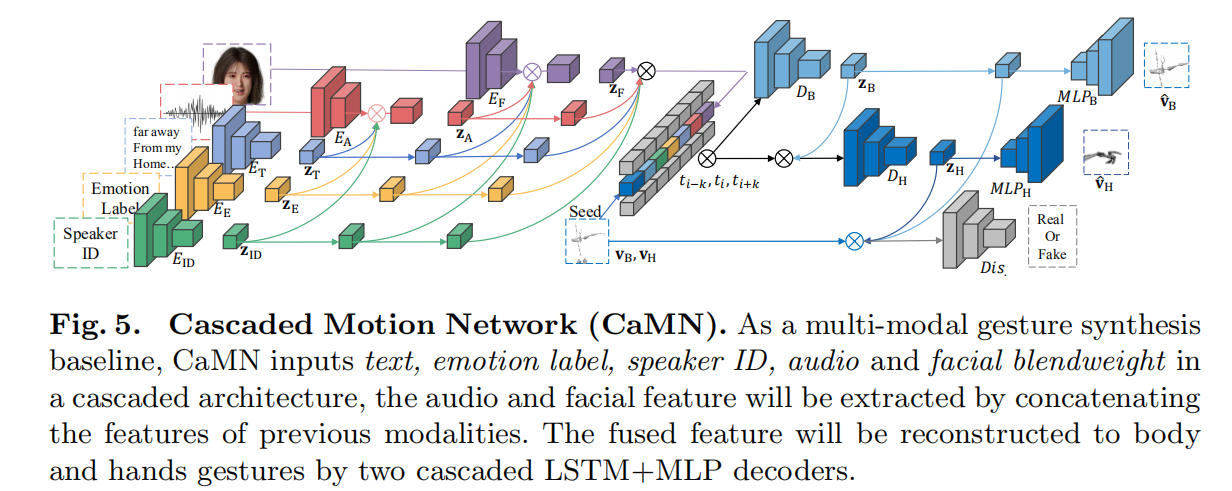 far away
From my
Home...
Emotion
Label
Speaker
ID
E_F
E_A
E_T
E_E
E_ID
z_F
z_A
z_T
z_E
z_ID
Seed
v_B, v_H
t_{i−k}, t_i, t_{i+k}
D_B
z_B
MLP_B
v̂_B
D_H
z_H
MLP_H
v̂_H
Dis.
Real
Or
Fake
Fig. 5. Cascaded Motion Network (CaMN). As a multi-modal gesture synthesis
baseline, CaMN inputs text, emotion label, speaker ID, audio and facial blendweight in
a cascaded architecture, the audio and facial feature will be extracted by concatenating
the features of previous modalities. The fused feature will be reconstructed to body
and hands gestures by two cascaded LSTM+MLP decoders.